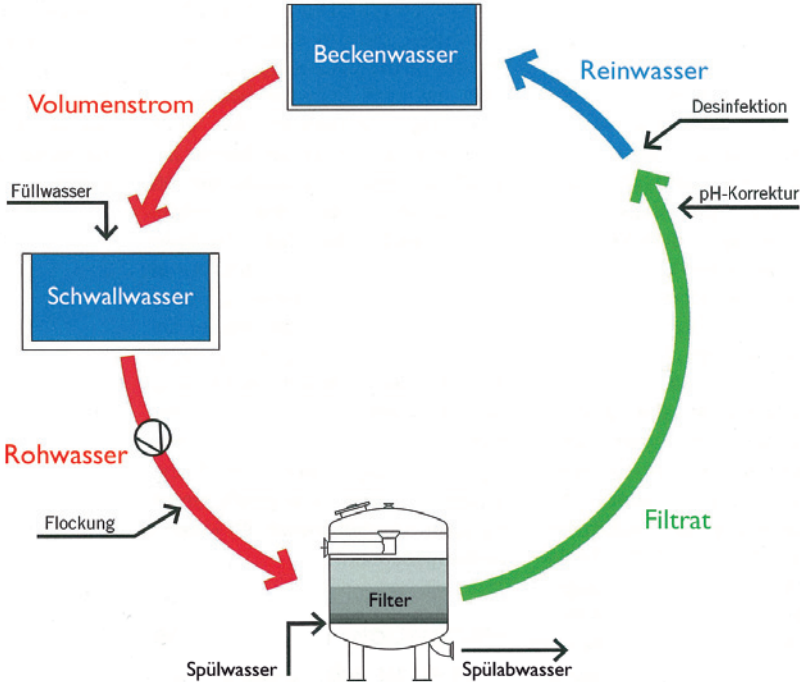 Beckenwasser
Reinwasser
Volumenstrom
Desinfektion
Füllwasser
pH-Korrektur
Schwallwasser
Rohwasser
Flockung
Filtrat
Filter
Spülwasser
Spülabwasser